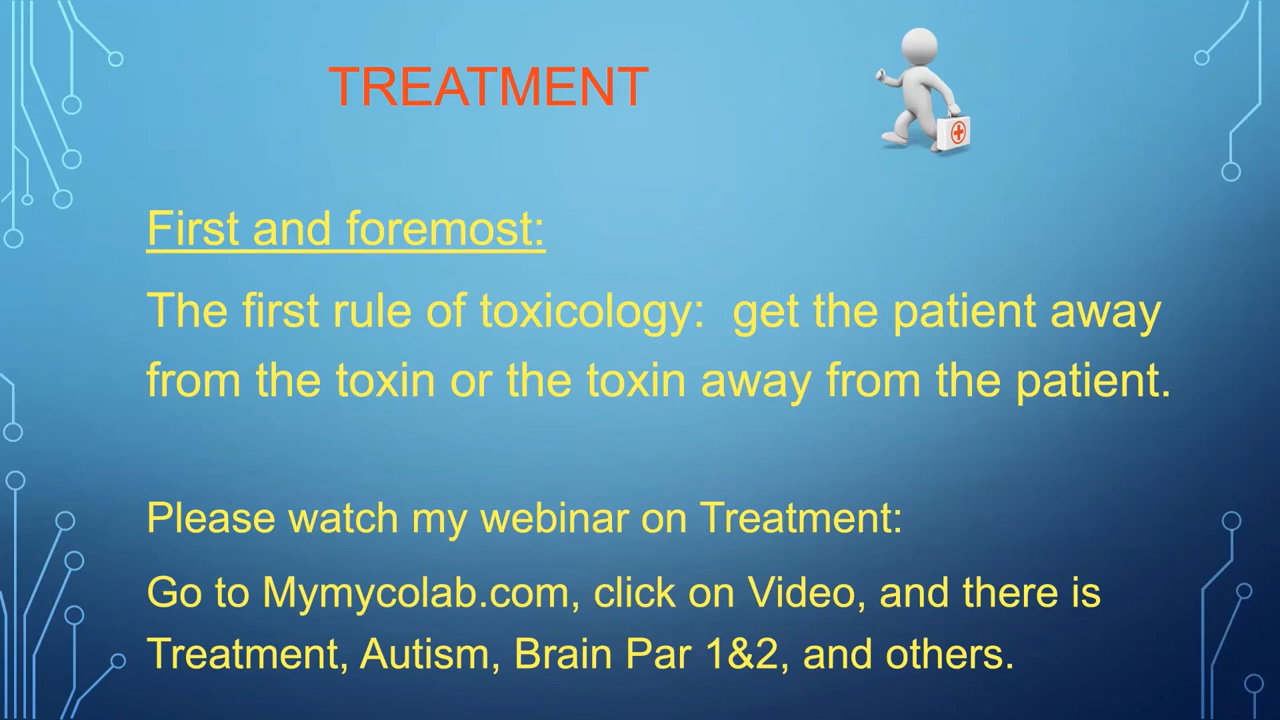 TREATMENT
First and foremost:
The first rule of toxicology:  get the patient away
from the toxin or the toxin away from the patient.
Please watch my webinar on Treatment:
Go to Mymycolab.com, click on Video, and there is
Treatment, Autism, Brain Par 1&2, and others.